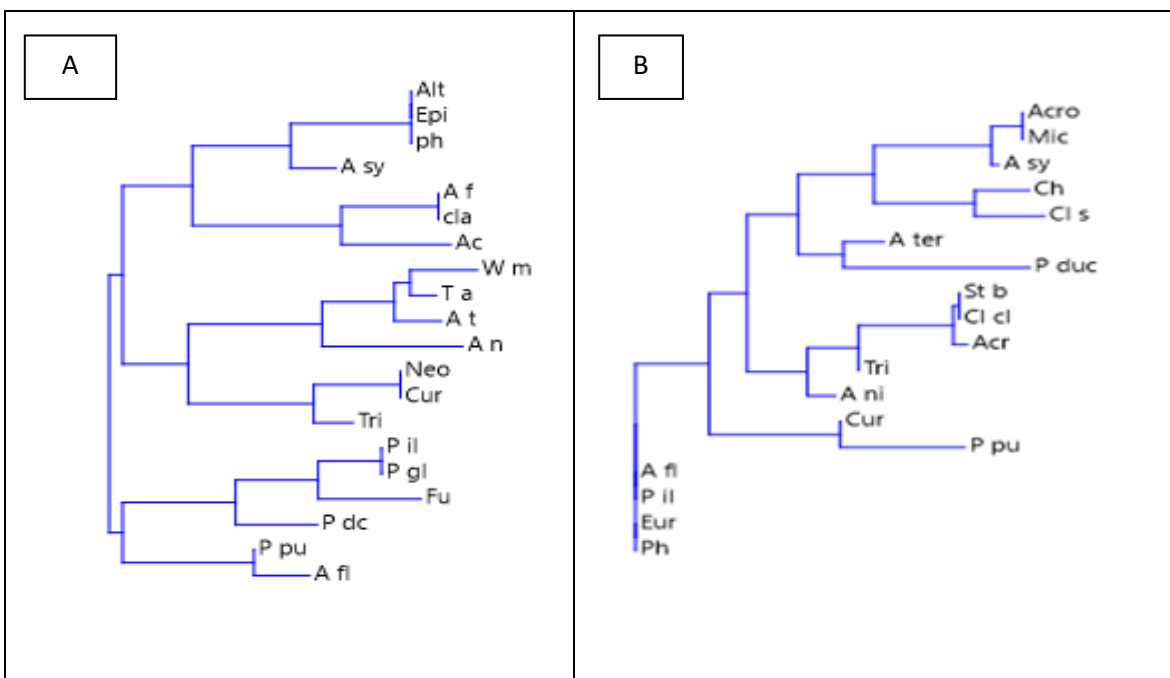 A
Alt
Epi
ph
A sy
A f
cla
Ac
W m
T a
A t
A n
Neo
Cur
Tri
P il
P gl
Fu
P dc
P pu
A fl
B
Acro
Mic
A sy
Ch
Cl s
A ter
P duc
St b
Cl cl
Acr
Tri
A ni
Cur
P pu
A fl
P il
Eur
Ph